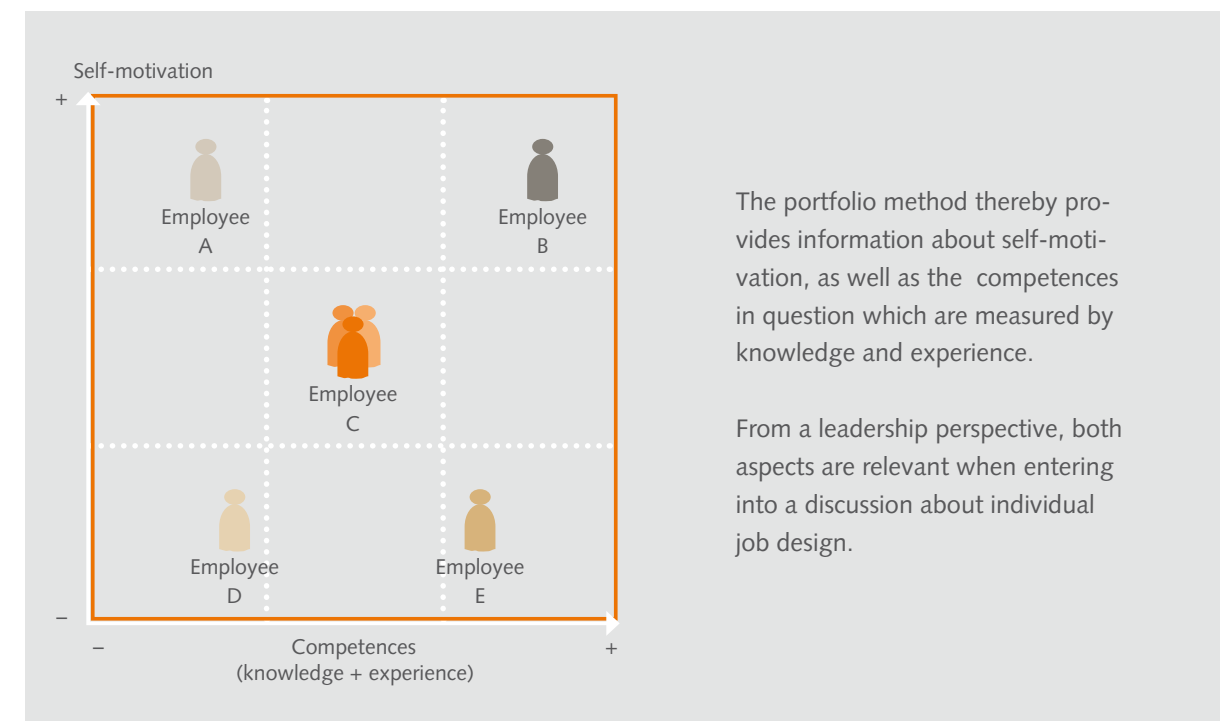 Self-motivation
+
Employee
A
Employee
B
Employee
C
Employee
D
Employee
E
–
–
Competences
+
(knowledge + experience)
The portfolio method thereby pro-
vides information about self-moti-
vation, as well as the  competences
in question which are measured by
knowledge and experience.
From a leadership perspective, both
aspects are relevant when entering
into a discussion about individual
job design.